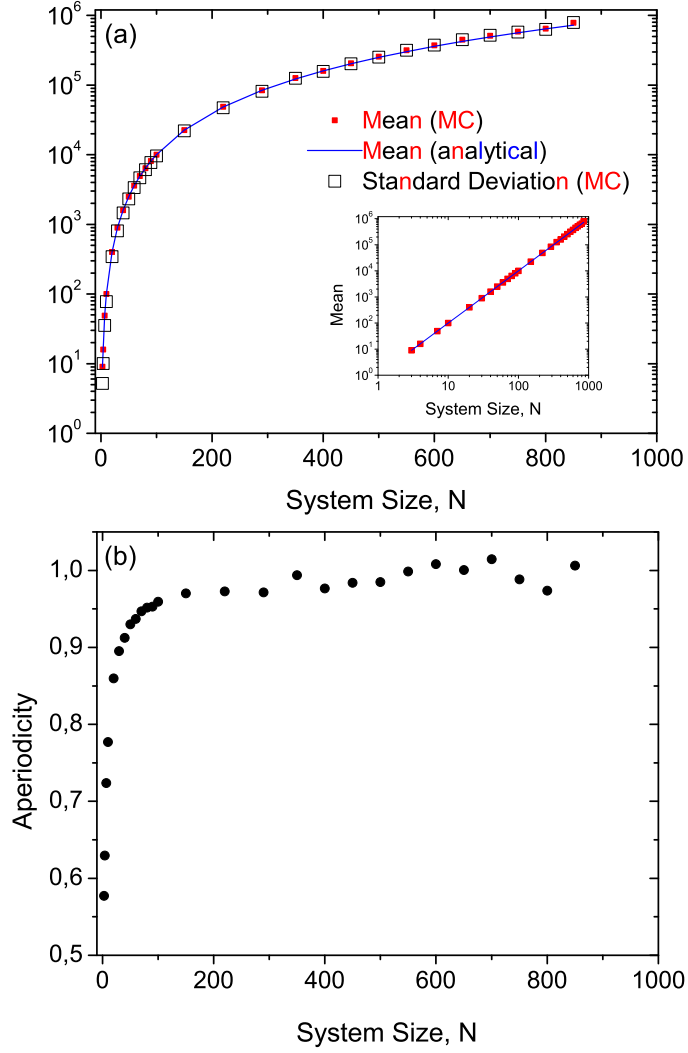 (a)
10^6
10^5
10^4
10^3
10^2
10^1
10^0
Mean (MC)
Mean (analytical)
Standard Deviation (MC)
10^6
10^5
10^4
10^3
10^2
10^1
10^0
Mean
1 10 100 1000
System Size, N
0 200 400 600 800 1000
System Size, N
(b)
1,0
0,9
0,8
0,7
0,6
0,5
Aperiodicity
0 200 400 600 800 1000
System Size, N